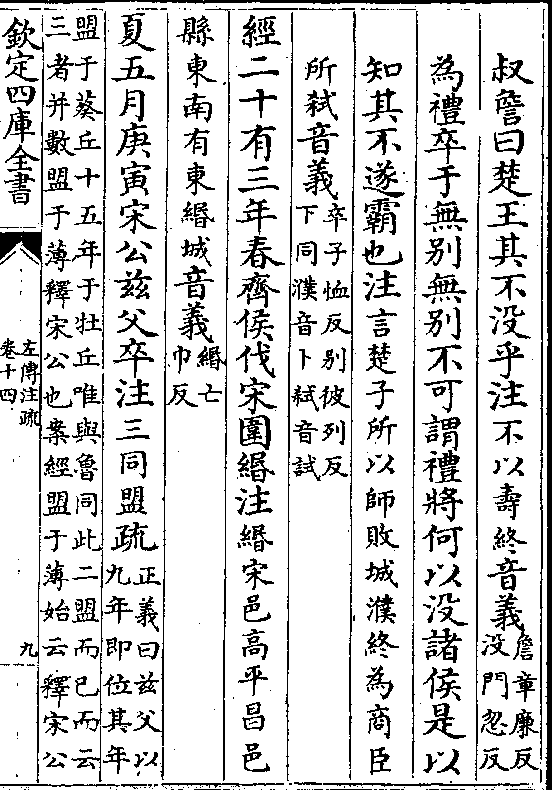 叔詹曰楚王其不没乎注不以壽終音義詹章廉反没門忽反
為禮卒于無别無别不可謂禮將何以没諸侯是以
知其不遂霸也注言楚子所以師敗城濮終為商臣
所弑音義卒子恤反别彼列反下同濮音卜弑音試
經二十有三年春齊侯伐宋圍緡注緡宋邑高平昌邑
縣東南有東緡城音義緡亡巾反
夏五月庚寅宋公兹父卒注三同盟疏正義曰兹父以九年即位其年
盟于葵丘十五年于牡丘唯與魯同此二盟而已而云
三者并數盟于薄釋宋公也案經盟于薄始云釋宋公
欽定四庫全書
左傳注疏
卷十四
九